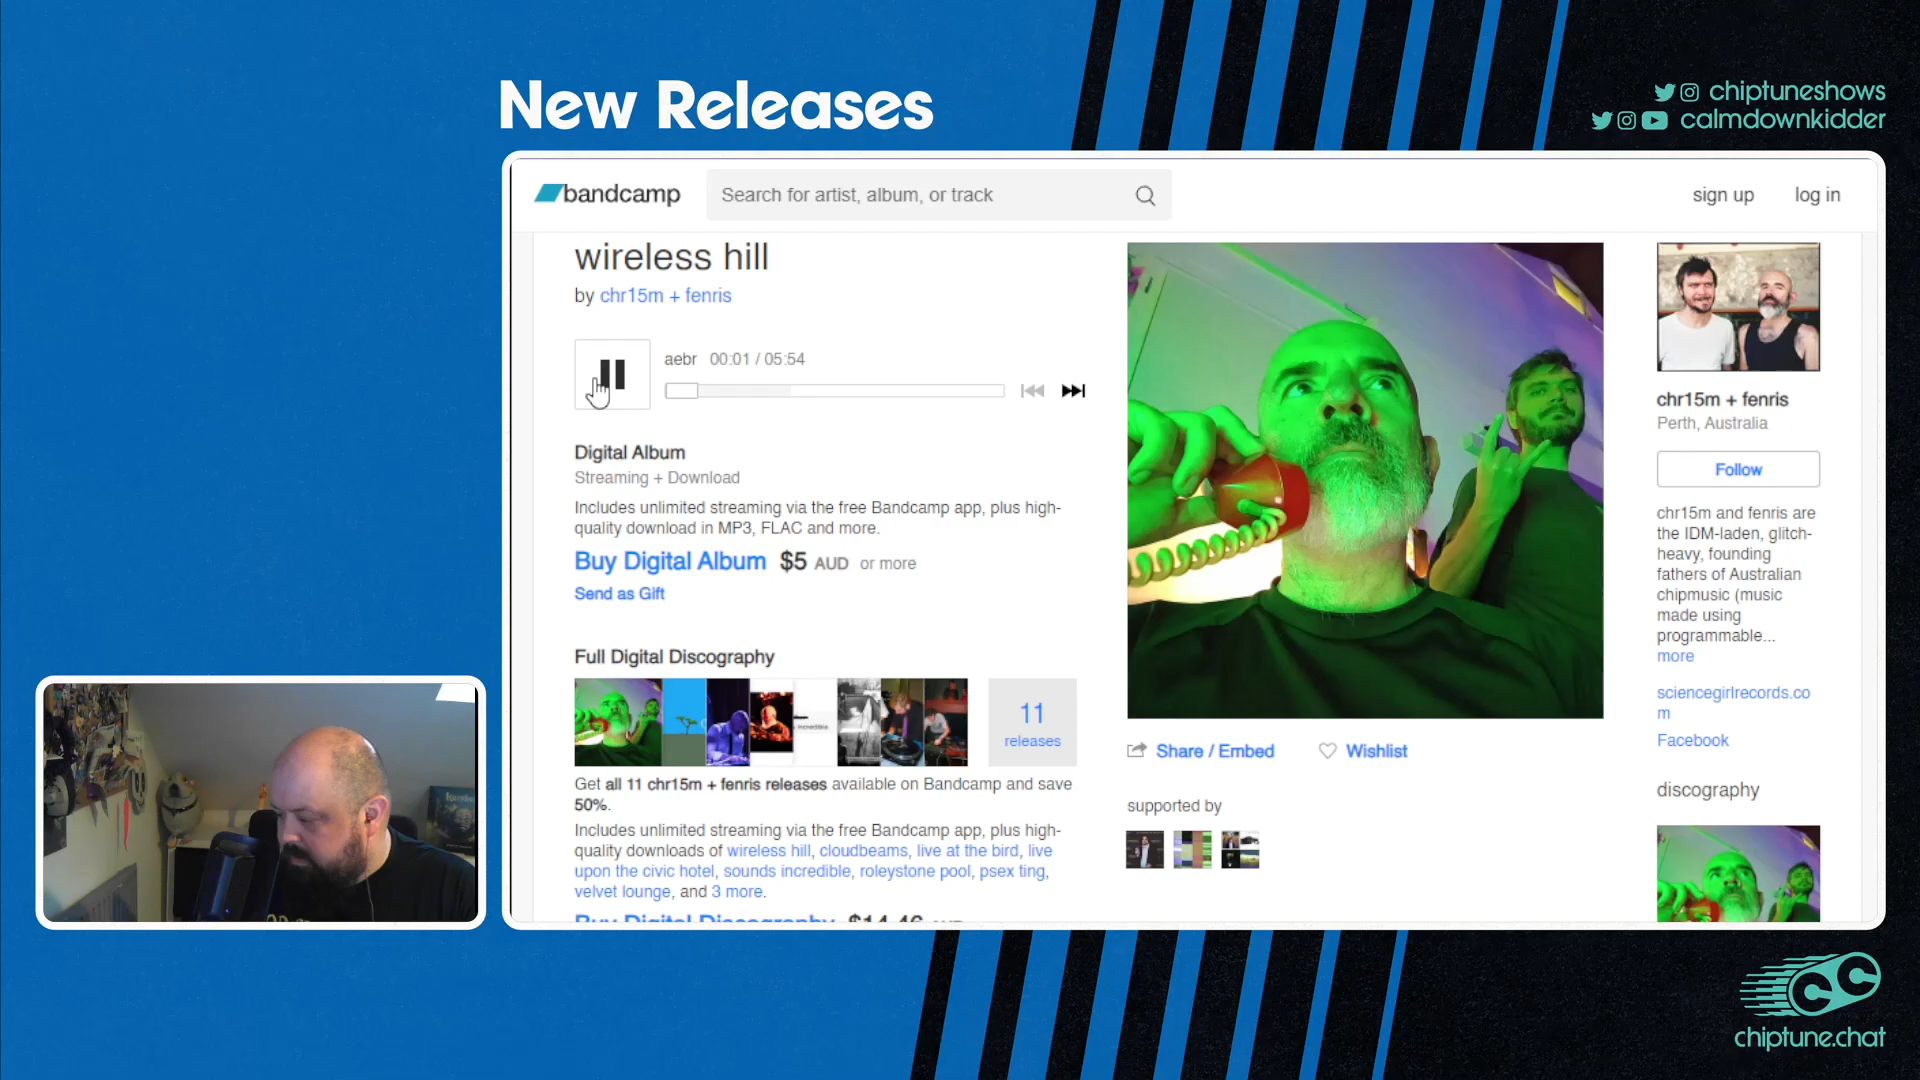 New Releases
chiptuneshows
calmdownkidder
bandcamp
Search for artist, album, or track
sign up
log in
wireless hill
by chr15m + fenris
aebr 00:01 / 05:54
Digital Album
Streaming + Download
Includes unlimited streaming via the free Bandcamp app, plus high-
quality download in MP3, FLAC and more.
Buy Digital Album $5 AUD or more
Send as Gift
Full Digital Discography
11
releases
Get all 11 chr15m + fenris releases available on Bandcamp and save
50%.
Includes unlimited streaming via the free Bandcamp app, plus high-
quality downloads of wireless hill, cloudbeams, live at the bird, live
upon the civic hotel, sounds incredible, roleystone pool, psex ting,
velvet lounge, and 3 more.
Buy Digital Discography $14.46
Share / Embed
Wishlist
supported by
chr15m + fenris
Perth, Australia
Follow
chr15m and fenris are
the IDM-laden, glitch-
heavy, founding
fathers of Australian
chipmusic (music
made using
programmable...
more
sciencegirlrecords.co
m
Facebook
discography
chiptune.chat